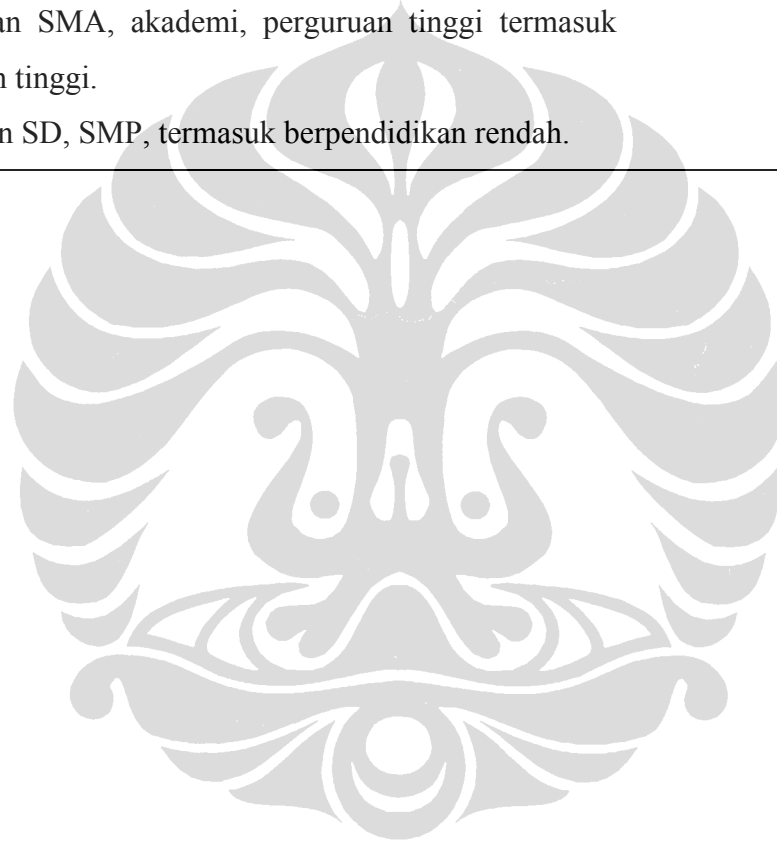 an SMA, akademi, perguruan tinggi termasuk
n tinggi.
n SD, SMP, termasuk berpendidikan rendah.